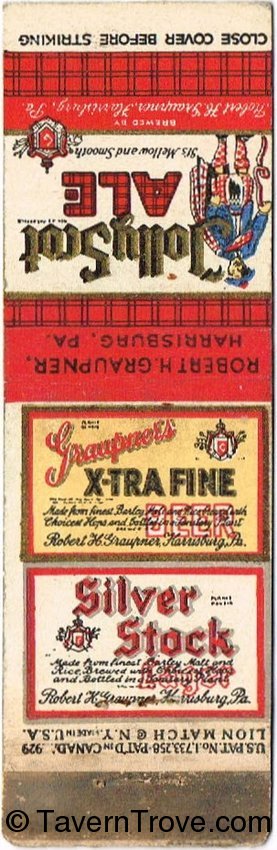 CLOSE COVER BEFORE STRIKING
Jolly Scot
ALE
It's Mellow and Smooth
BREWED BY
Robert H. Graupner, Harrisburg, Pa.
ROBERT H. GRAUPNER,
HARRISBURG, PA.
Graupner's
X-TRA FINE
BEER
Made from finest Barley Malt and Rice brewed with
Choicest Hops and bottled in a Sanitary Plant
Robert H. Graupner, Harrisburg, Pa.
Silver
Stock
Made from finest Barley Malt and
Rice, Brewed with Choicest Hops
and Bottled in a Sanitary Plant
Robert H. Graupner, Harrisburg, Pa.
U.S. PAT. No. 1,733,256-PAT'D IN CANADA'. 929
LION MATCH © N.Y. MADE IN U.S.A.
© TavernTrove.com